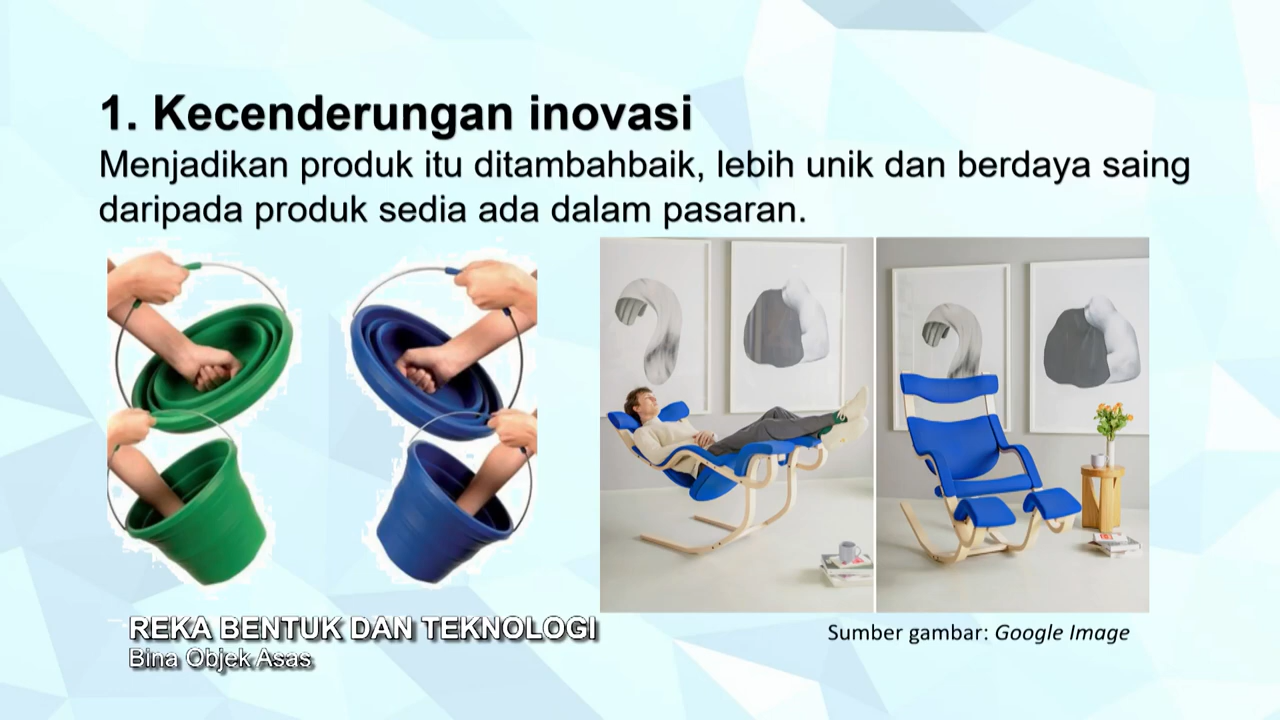 1. Kecenderungan inovasi
Menjadikan produk itu ditambahbaik, lebih unik dan berdaya saing
daripada produk sedia ada dalam pasaran.
REKA BENTUK DAN TEKNOLOGI
Bina Objek Asas
Sumber gambar: Google Image